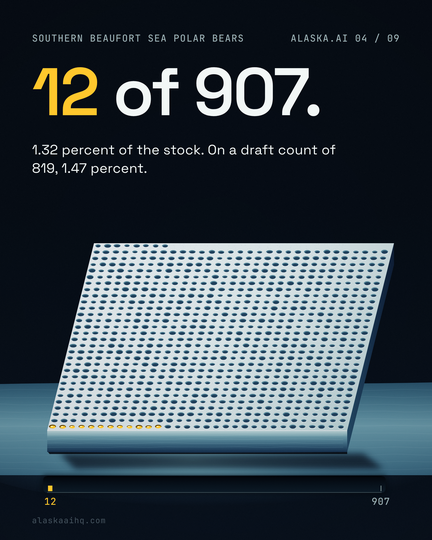 SOUTHERN BEAUFORT SEA POLAR BEARS
ALASKA.AI 04 / 09
12 of 907.
1.32 percent of the stock. On a draft count of
819, 1.47 percent.
12
907
alaskaaihq.com